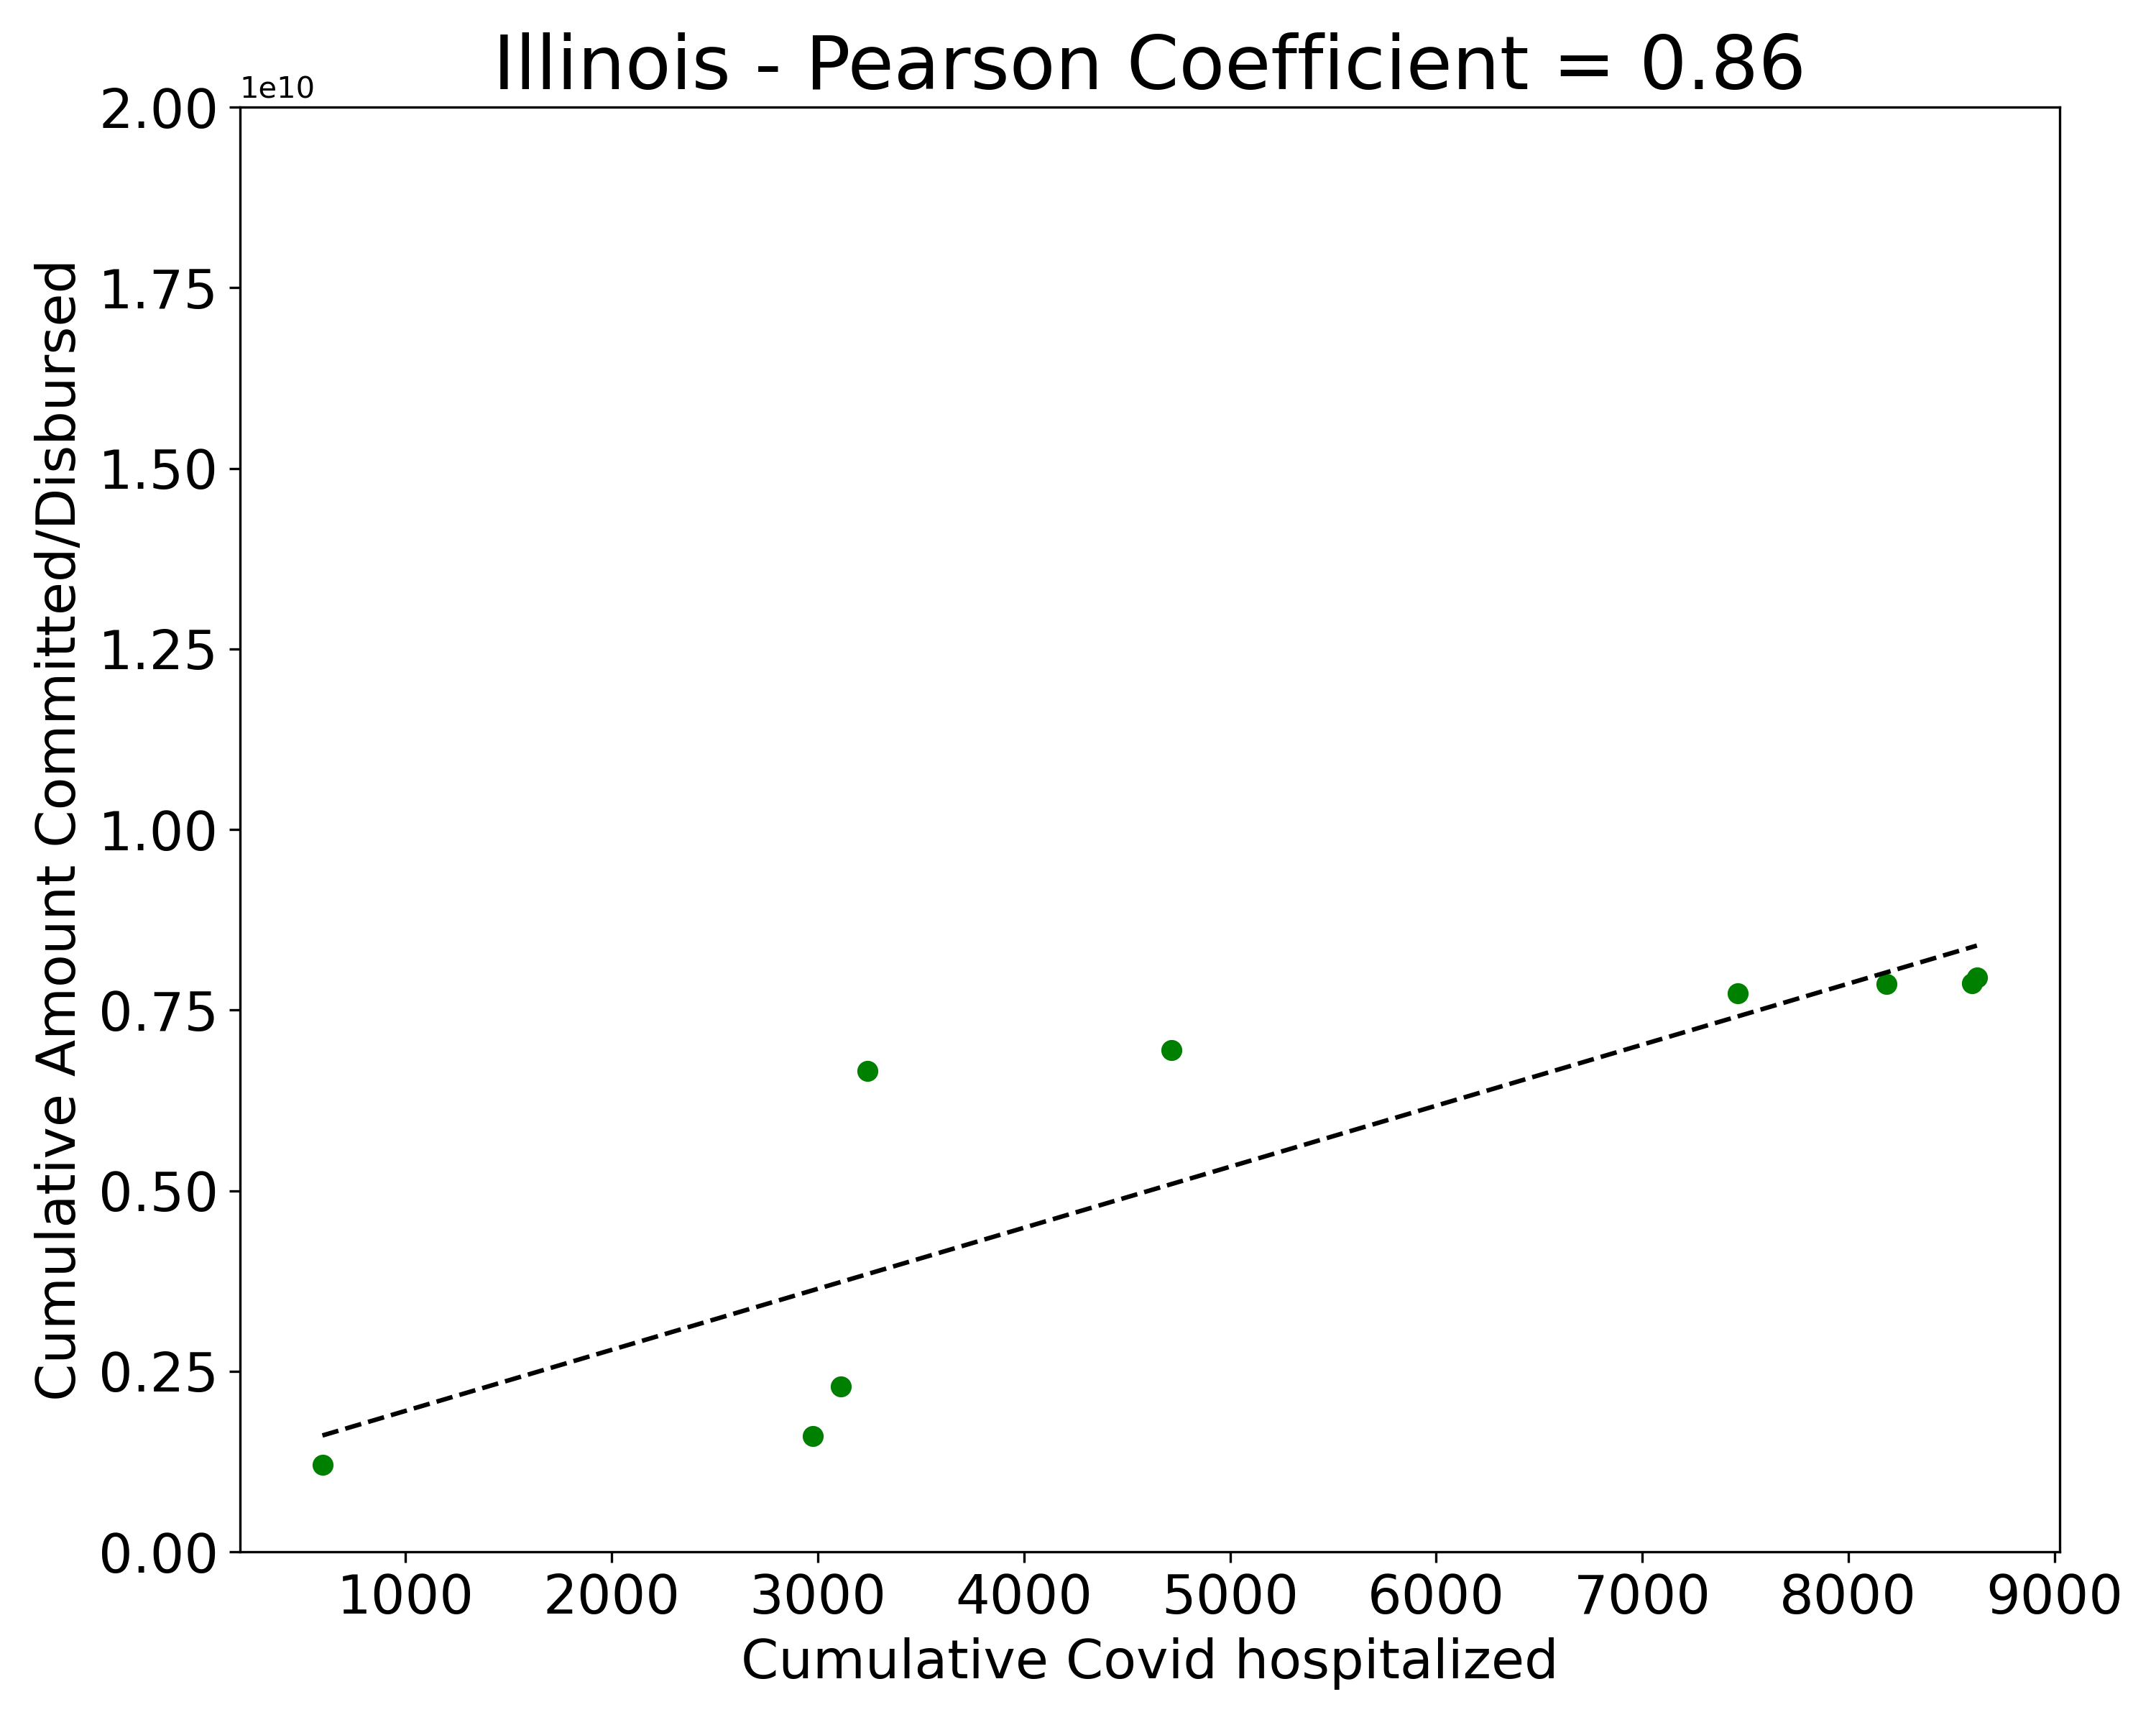 Illinois - Pearson Coefficient = 0.86
1e10
2.00
1.75
1.50
1.25
1.00
0.75
0.50
0.25
0.00
Cumulative Amount Committed/Disbursed
1000 2000 3000 4000 5000 6000 7000 8000 9000
Cumulative Covid hospitalized